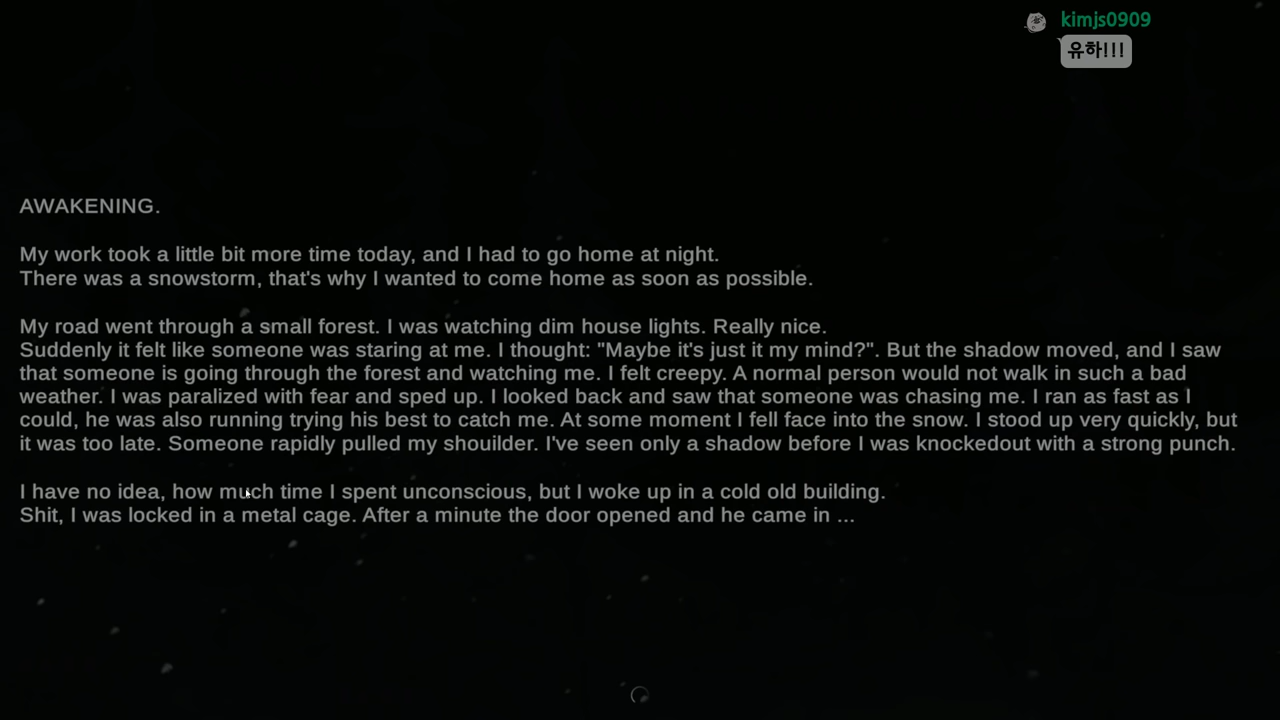 kimjs0909
유하!!!
AWAKENING.
My work took a little bit more time today, and I had to go home at night.
There was a snowstorm, that's why I wanted to come home as soon as possible.
My road went through a small forest. I was watching dim house lights. Really nice.
Suddenly it felt like someone was staring at me. I thought: "Maybe it's just it my mind?". But the shadow moved, and I saw
that someone is going through the forest and watching me. I felt creepy. A normal person would not walk in such a bad
weather. I was paralized with fear and sped up. I looked back and saw that someone was chasing me. I ran as fast as I
could, he was also running trying his best to catch me. At some moment I fell face into the snow. I stood up very quickly, but
it was too late. Someone rapidly pulled my shouilder. I've seen only a shadow before I was knockedout with a strong punch.
I have no idea, how much time I spent unconscious, but I woke up in a cold old building.
Shit, I was locked in a metal cage. After a minute the door opened and he came in ...